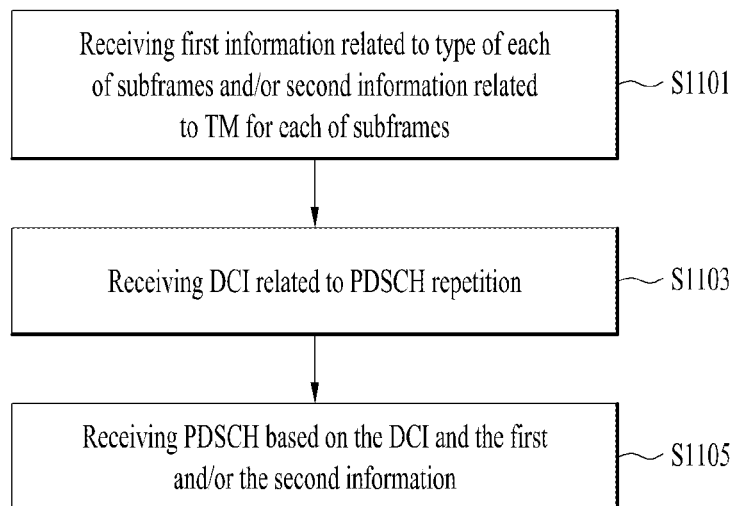 Receiving first information related to type of each
of subframes and/or second information related
to TM for each of subframes
S1101
Receiving DCI related to PDSCH repetition
S1103
Receiving PDSCH based on the DCI and the first
and/or the second information
S1105